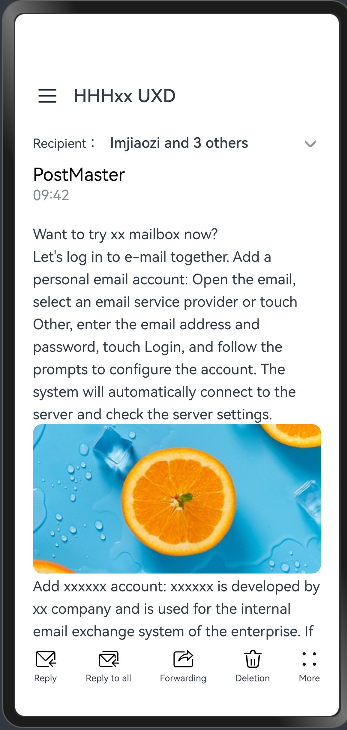 HHHxx UXD
Recipient： Imjiaozi and 3 others
PostMaster
09:42
Want to try xx mailbox now?
Let's log in to e-mail together. Add a
personal email account: Open the email,
select an email service provider or touch
Other, enter the email address and
password, touch Login, and follow the
prompts to configure the account. The
system will automatically connect to the
server and check the server settings.
Add xxxxxx account: xxxxxx is developed by
xx company and is used for the internal
email exchange system of the enterprise. If
Reply Reply to all Forwarding Deletion More